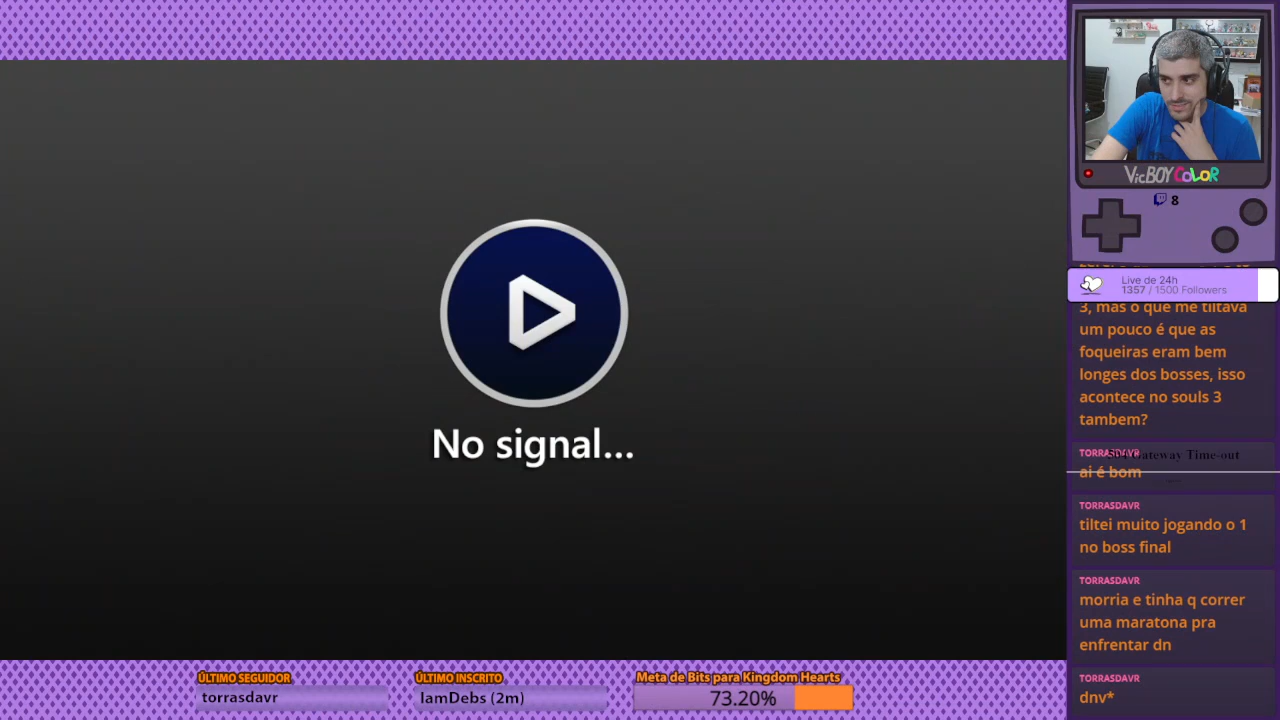 VicBOY COLOR
8
Live de 24h
1357 / 1500 Followers
3, mas o que me tiltava
um pouco é que as
foqueiras eram bem
longes dos bosses, isso
acontece no souls 3
tambem?
TORRASDAVR
Gateway Time-out
ai é bom
TORRASDAVR
tiltei muito jogando o 1
no boss final
TORRASDAVR
morria e tinha q correr
uma maratona pra
enfrentar dn
TORRASDAVR
dnv*
No signal...
ÚLTIMO SEGUIDOR
torrasdavr
ÚLTIMO INSCRITO
IamDebs (2m)
Meta de Bits para Kingdom Hearts
73.20%